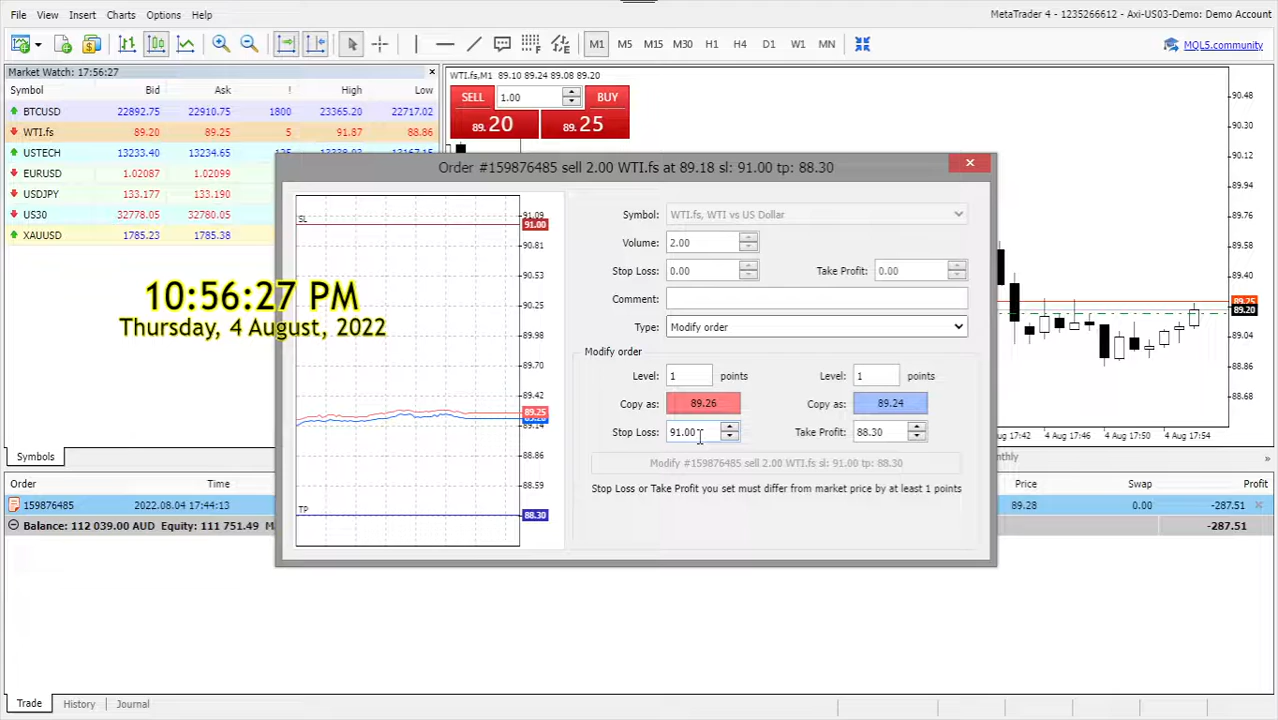 File View Insert Charts Options Help
MetaTrader 4 - 1235266612 - Axi-US03-Demo: Demo Account
M1 M5 M15 M30 H1 H4 D1 W1 MN
MQL5.community
Market Watch: 17:56:27
Symbol Bid Ask ! High Low
BTCUSD 22892.75 22910.75 1800 23365.20 22717.02
WTI.fs 89.20 89.25 5 91.87 88.86
USTECH 13233.40 13234.65
EURUSD 1.02087 1.02090
USDJPY 133.177 133.190
US30 32778.05 32780.05
XAUUSD 1785.23 1785.38
WTI.fs,M1 89.10 89.24 89.08 89.20
SELL 1.00 BUY
89.20 89.25
Order #159876485 sell 2.00 WTI.fs at 89.18 sl: 91.00 tp: 88.30
SL
TP
91.09
91.00
90.81
90.53
90.25
89.98
89.70
89.42
89.25
89.14
88.86
88.59
88.30
Symbol: WTI.fs, WTI vs US Dollar
Volume: 2.00
Stop Loss: 0.00 Take Profit: 0.00
Comment:
Type: Modify order
Modify order
Level: 1 points Level: 1 points
Copy as: 89.26 Copy as: 89.24
Stop Loss: 91.00 Take Profit: 88.30
Modify #159876485 sell 2.00 WTI.fs sl: 91.00 tp: 88.30
Stop Loss or Take Profit you set must differ from market price by at least 1 points
10:56:27 PM
Thursday, 4 August, 2022
90.48
90.30
90.12
89.94
89.76
89.58
89.40
89.25
89.20
89.04
88.86
88.68
88.50
4 Aug 17:42 4 Aug 17:46 4 Aug 17:50 4 Aug 17:54
Symbols
Order Time Price Swap Profit
159876485 2022.08.04 17:44:13 89.28 0.00 -287.51
Balance: 112 039.00 AUD Equity: 111 751.49 -287.51
Trade History Journal